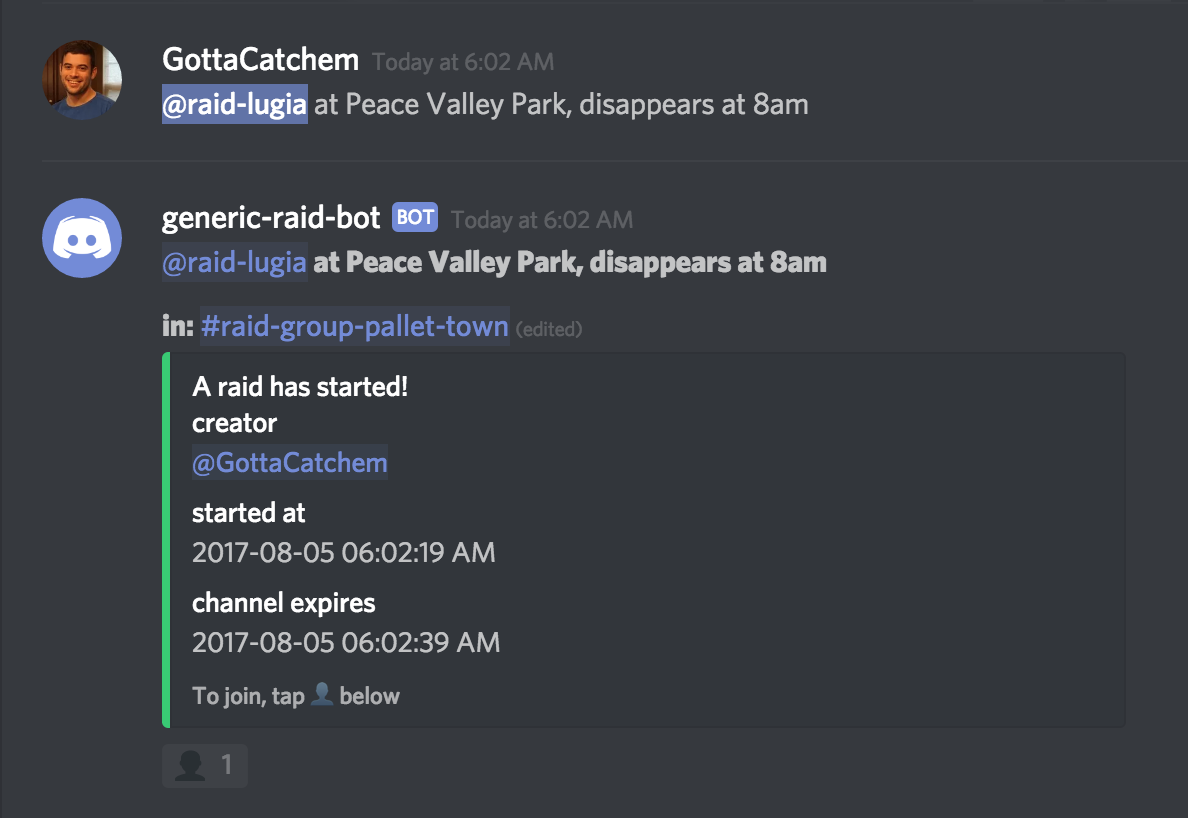 GottaCatchem Today at 6:02 AM
@raid-lugia at Peace Valley Park, disappears at 8am
generic-raid-bot BOT Today at 6:02 AM
@raid-lugia at Peace Valley Park, disappears at 8am
in: #raid-group-pallet-town (edited)
A raid has started!
creator
@GottaCatchem
started at
2017-08-05 06:02:19 AM
channel expires
2017-08-05 06:02:39 AM
To join, tap 👤 below
1